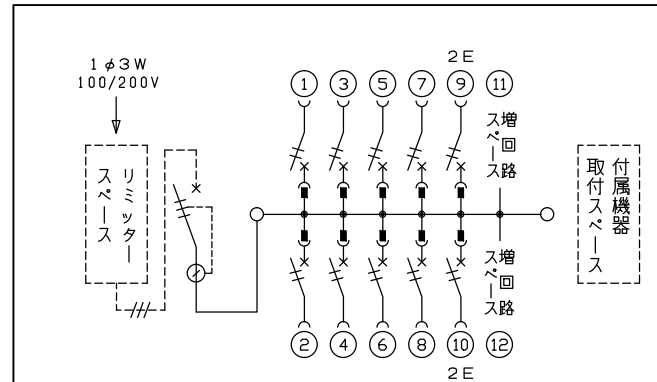 1φ3W
100/200V
リミッター
スペース
2E
① ③ ⑤ ⑦ ⑨ ⑪
増回路
スペース
付属機器
取付スペース
増回路
スペース
② ④ ⑥ ⑧ ⑩ ⑫
2E